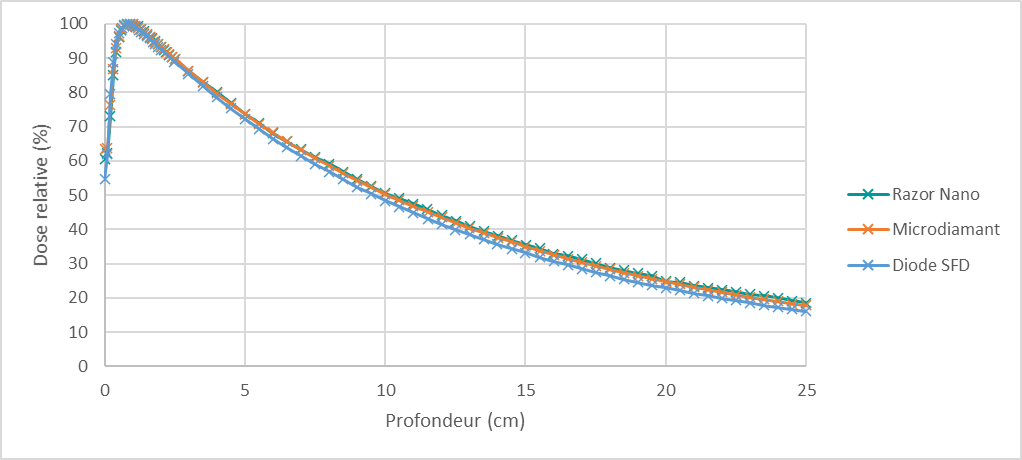 100
90
80
70
60
50
40
30
20
10
0
Dose relative (%)
0 5 10 15 20 25
Profondeur (cm)
Razor Nano
Microdiamant
Diode SFD